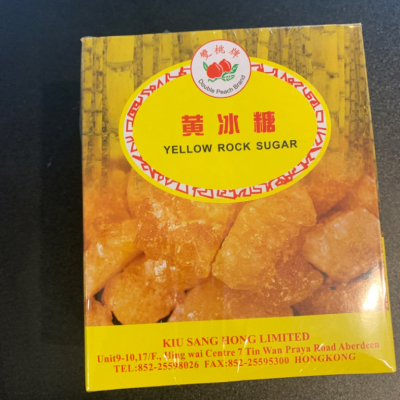 雙桃牌
Double Peach Brand
黄冰糖
YELLOW ROCK SUGAR
KIU SANG HONG LIMITED
Unit9-10,17/F., Hing wai Centre 7 Tin Wan Praya Road Aberdeen
TEL:852-25598026 FAX:852-25595300 HONGKONG